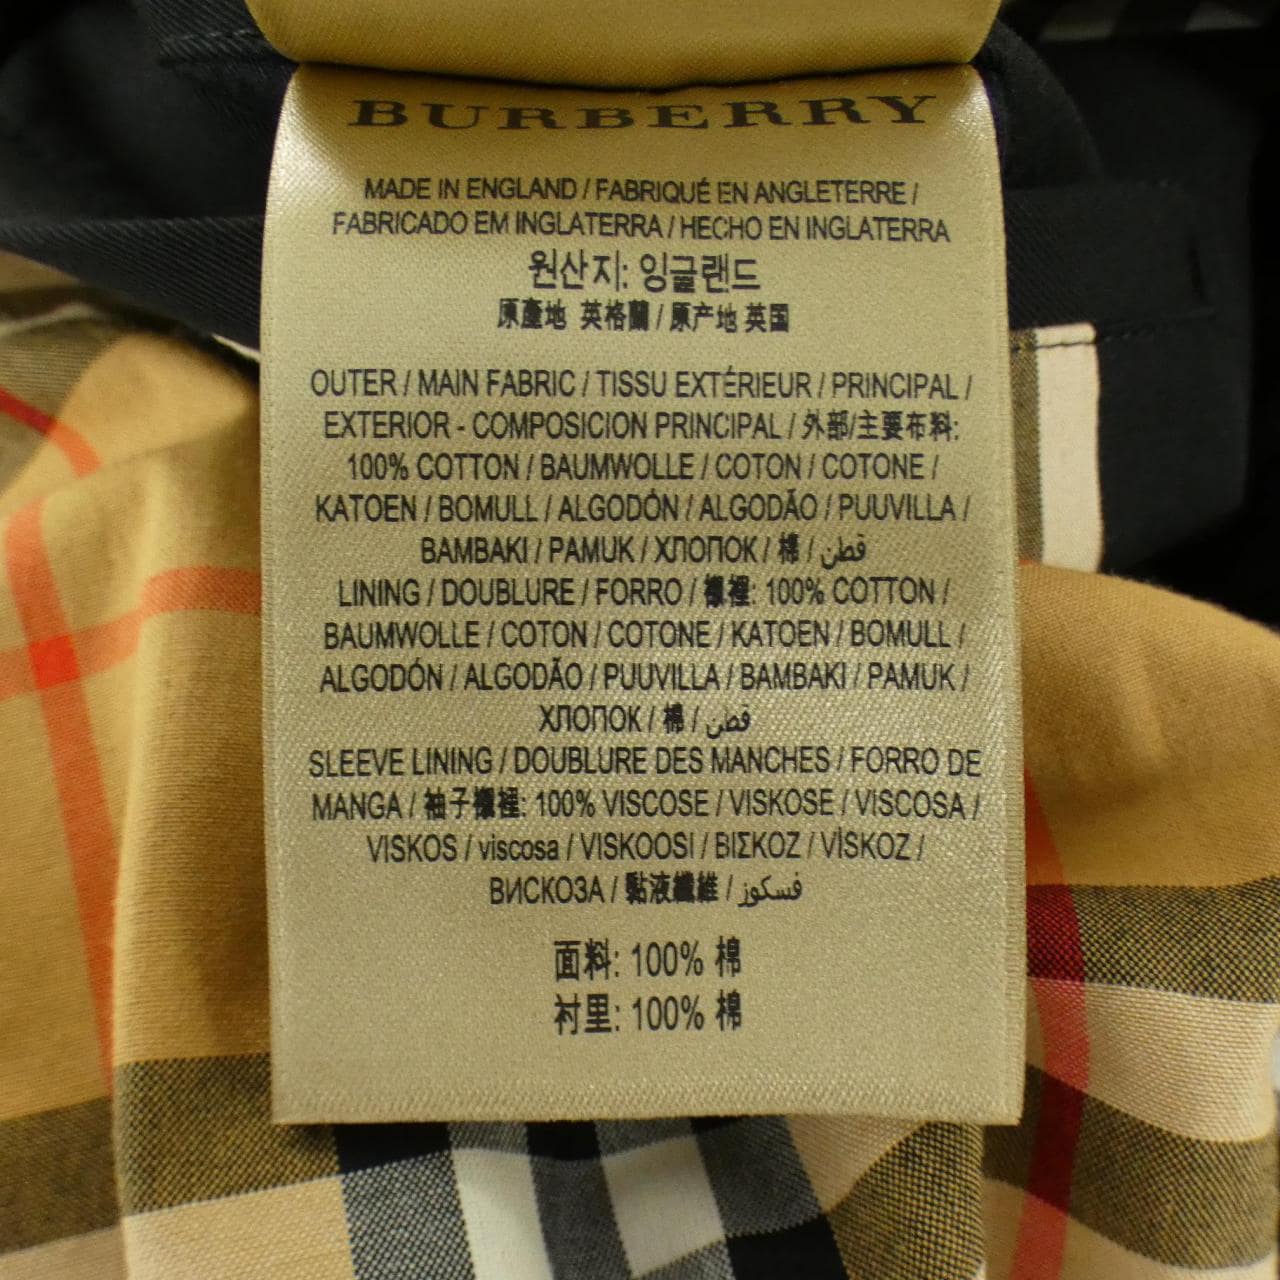 BURBERRY
MADE IN ENGLAND / FABRIQUÉ EN ANGLETERRE /
FABRICADO EM INGLATERRA / HECHO EN INGLATERRA
원산지: 잉글랜드
原產地 英格蘭 / 原产地 英国
OUTER / MAIN FABRIC / TISSU EXTÉRIEUR / PRINCIPAL /
EXTERIOR - COMPOSICION PRINCIPAL / 外部/主要布料:
100% COTTON / BAUMWOLLE / COTON / COTONE /
KATOEN / BOMULL / ALGODÓN / ALGODÃO / PUUVILLA /
BAMBAKI / PAMUK / ХЛОПОК / 棉 / قطن
LINING / DOUBLURE / FORRO / 襯裡: 100% COTTON /
BAUMWOLLE / COTON / COTONE / KATOEN / BOMULL /
ALGODÓN / ALGODÃO / PUUVILLA / BAMBAKI / PAMUK /
ХЛОПОК / 棉 / قطن
SLEEVE LINING / DOUBLURE DES MANCHES / FORRO DE
MANGA / 袖子襯裡: 100% VISCOSE / VISKOSE / VISCOSA /
VISKOS / viscosa / VISKOOSI / ΒΙΣΚΟΖ / VİSKOZ /
ВИСКОЗА / 黏液纖維 / فسكوز
面料: 100% 棉
衬里: 100% 棉